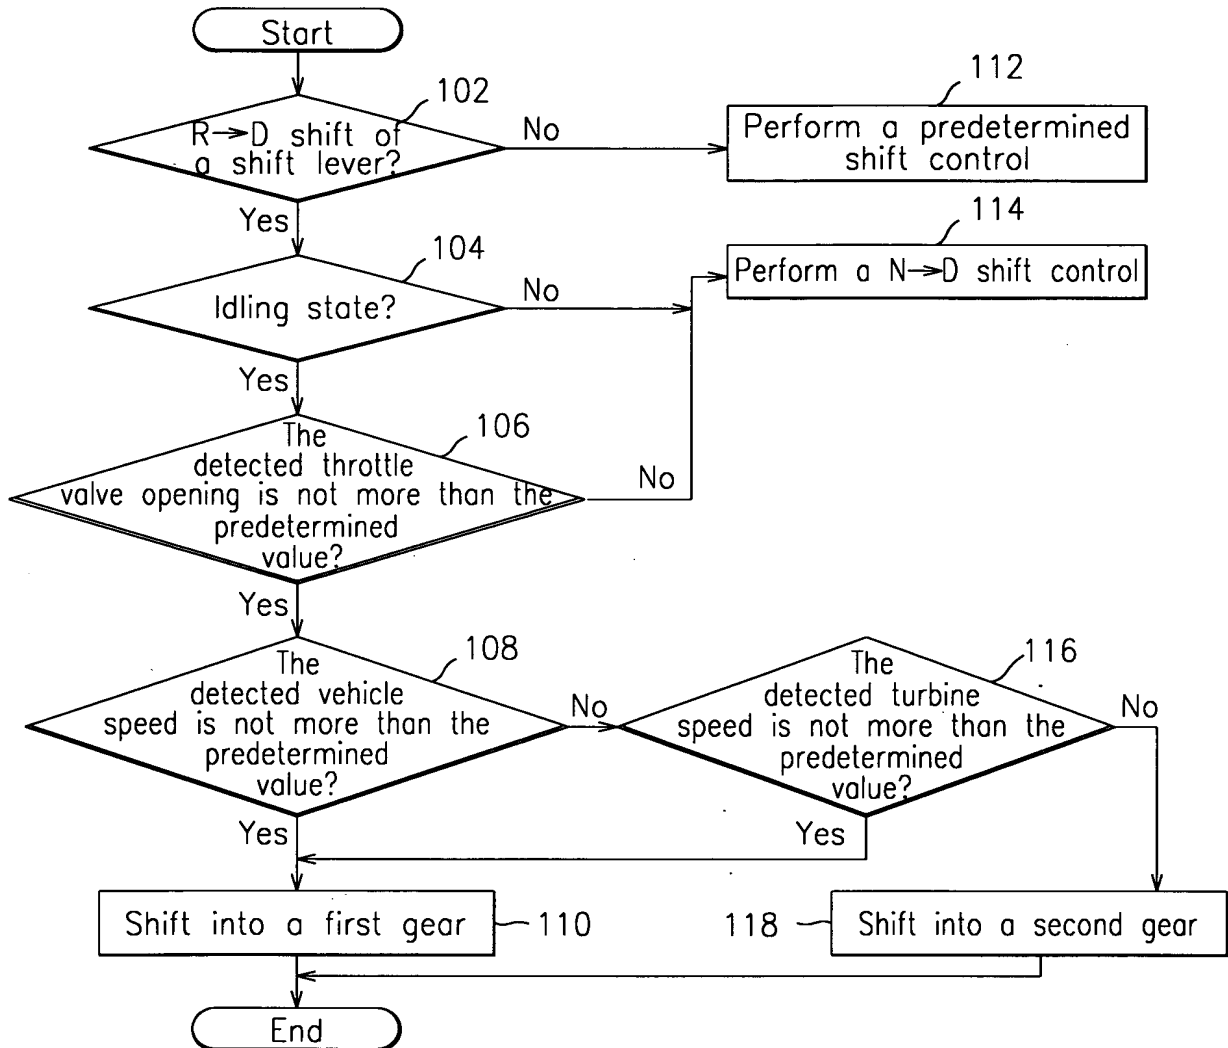 Start
102
R→D shift of
a shift lever?
No
112
Perform a predetermined
shift control
Yes
114
Perform a N→D shift control
104
Idling state?
No
Yes
106
The
detected throttle
valve opening is not more than the
predetermined
value?
No
Yes
108
The
detected vehicle
speed is not more than the
predetermined
value?
No
116
The
detected turbine
speed is not more than the
predetermined
value?
No
Yes
Yes
Shift into a first gear
110
118
Shift into a second gear
End